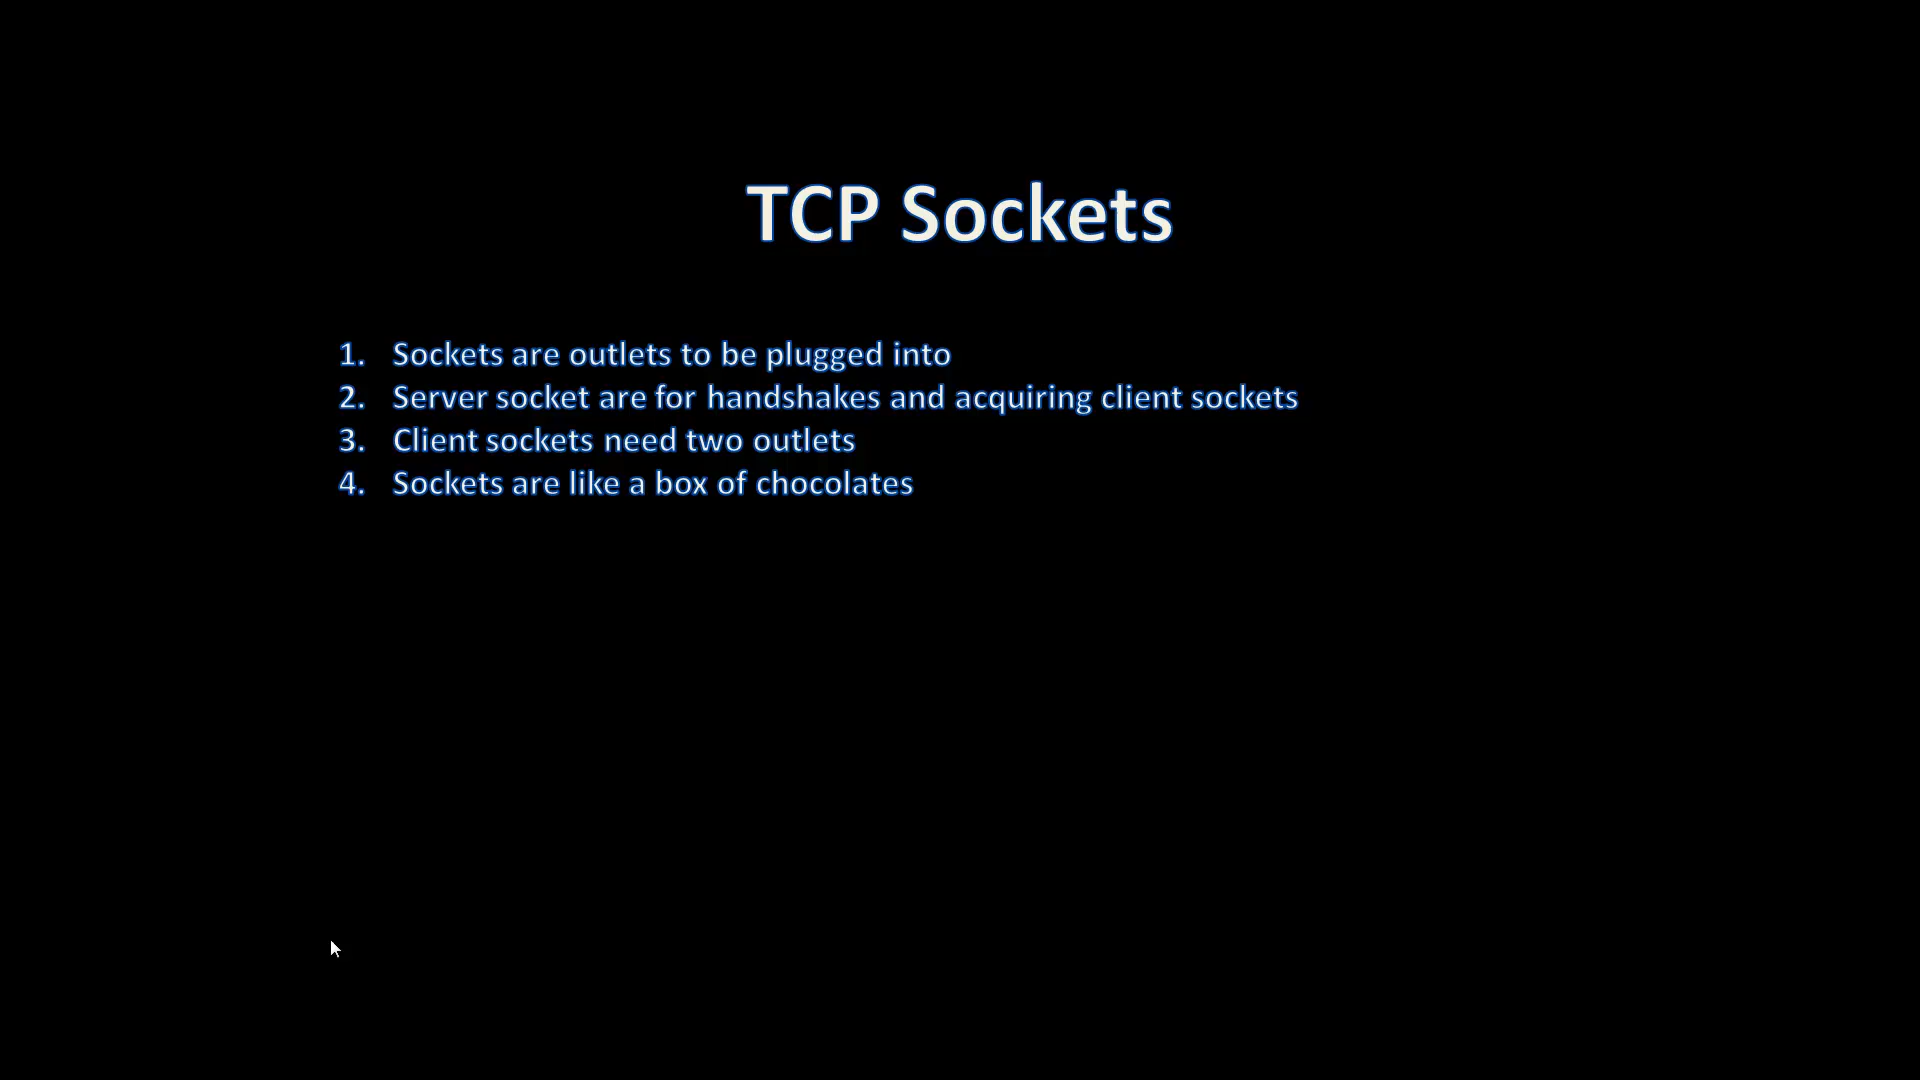 TCP Sockets
1. Sockets are outlets to be plugged into
2. Server socket are for handshakes and acquiring client sockets
3. Client sockets need two outlets
4. Sockets are like a box of chocolates